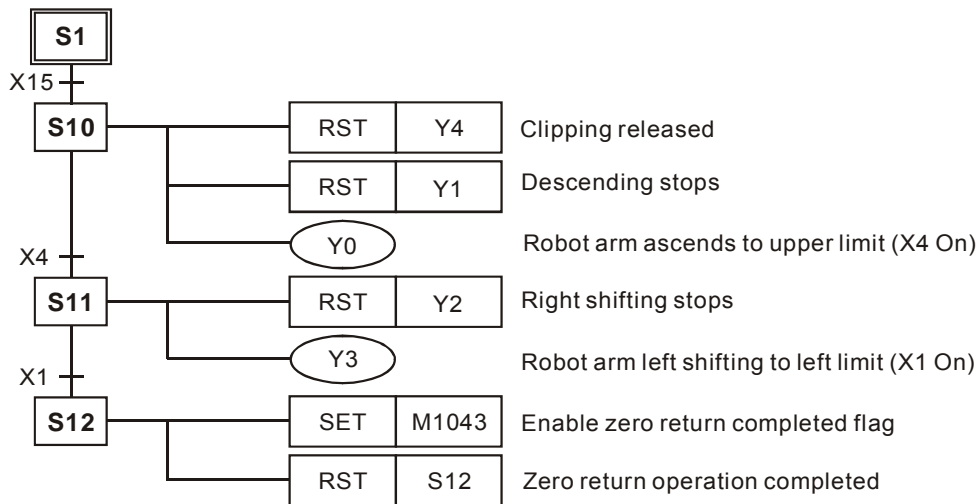 S1
X15
S10 RST Y4 Clipping released
RST Y1 Descending stops
Y0 Robot arm ascends to upper limit (X4 On)
X4
S11 RST Y2 Right shifting stops
Y3 Robot arm left shifting to left limit (X1 On)
X1
S12 SET M1043 Enable zero return completed flag
RST S12 Zero return operation completed